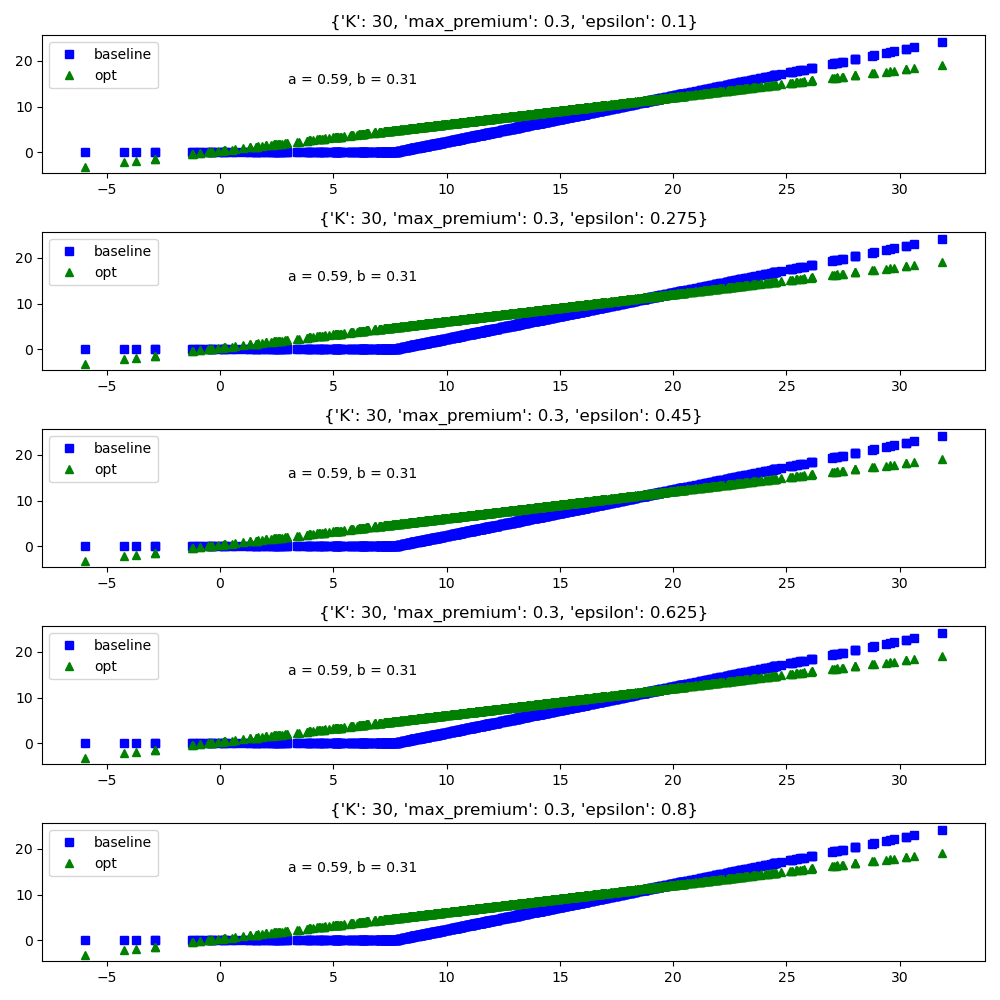 {'K': 30, 'max_premium': 0.3, 'epsilon': 0.1}
baseline
opt
a = 0.59, b = 0.31
20
10
0
−5 0 5 10 15 20 25 30
{'K': 30, 'max_premium': 0.3, 'epsilon': 0.275}
baseline
opt
a = 0.59, b = 0.31
20
10
0
−5 0 5 10 15 20 25 30
{'K': 30, 'max_premium': 0.3, 'epsilon': 0.45}
baseline
opt
a = 0.59, b = 0.31
20
10
0
−5 0 5 10 15 20 25 30
{'K': 30, 'max_premium': 0.3, 'epsilon': 0.625}
baseline
opt
a = 0.59, b = 0.31
20
10
0
−5 0 5 10 15 20 25 30
{'K': 30, 'max_premium': 0.3, 'epsilon': 0.8}
baseline
opt
a = 0.59, b = 0.31
20
10
0
−5 0 5 10 15 20 25 30